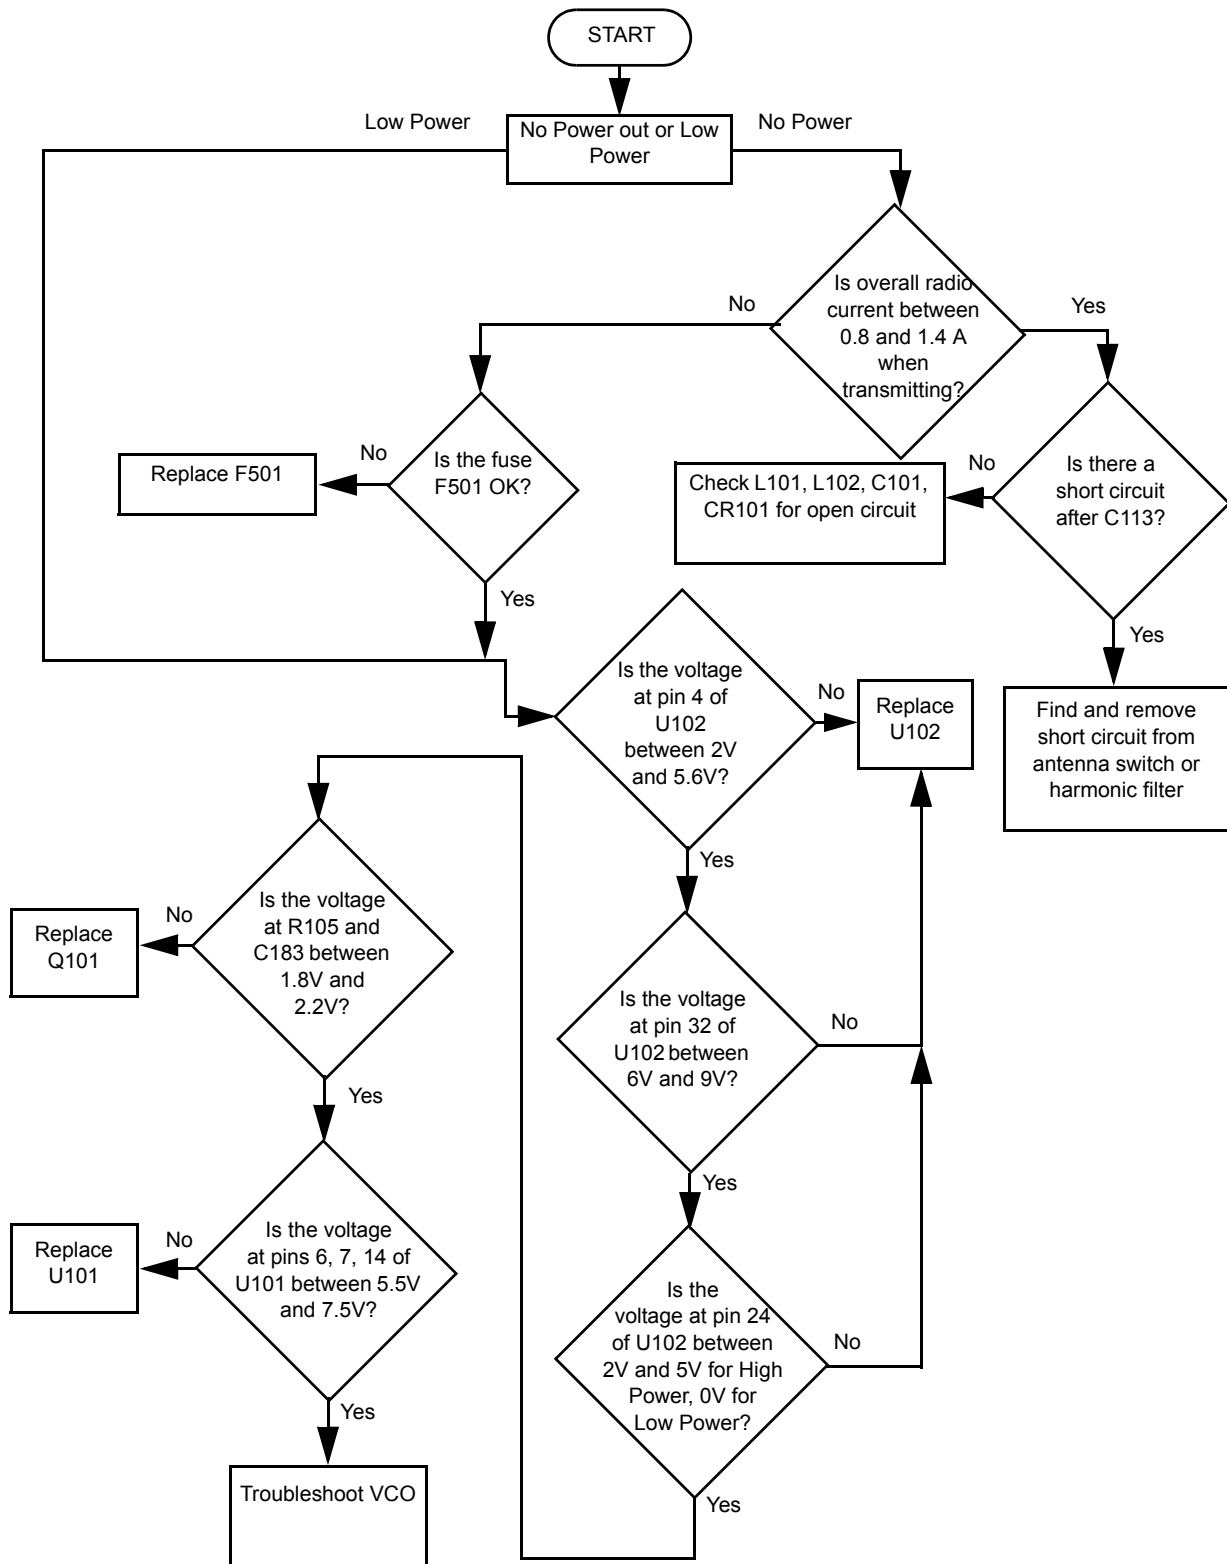 START
Low Power
No Power out or Low
Power
No Power
Is overall radio
current between
0.8 and 1.4 A
when
transmitting?
No
Yes
Is the fuse
F501 OK?
No
Replace F501
Yes
Is there a
short circuit
after C113?
No
Check L101, L102, C101,
CR101 for open circuit
Yes
Find and remove
short circuit from
antenna switch or
harmonic filter
Is the voltage
at pin 4 of
U102
between 2V
and 5.6V?
No
Replace
U102
Yes
Is the voltage
at pin 32 of
U102 between
6V and 9V?
No
Yes
Is the
voltage at pin 24
of U102 between
2V and 5V for High
Power, 0V for
Low Power?
No
Yes
Is the voltage
at R105 and
C183 between
1.8V and
2.2V?
No
Replace
Q101
Yes
Is the voltage
at pins 6, 7, 14 of
U101 between 5.5V
and 7.5V?
No
Replace
U101
Yes
Troubleshoot VCO